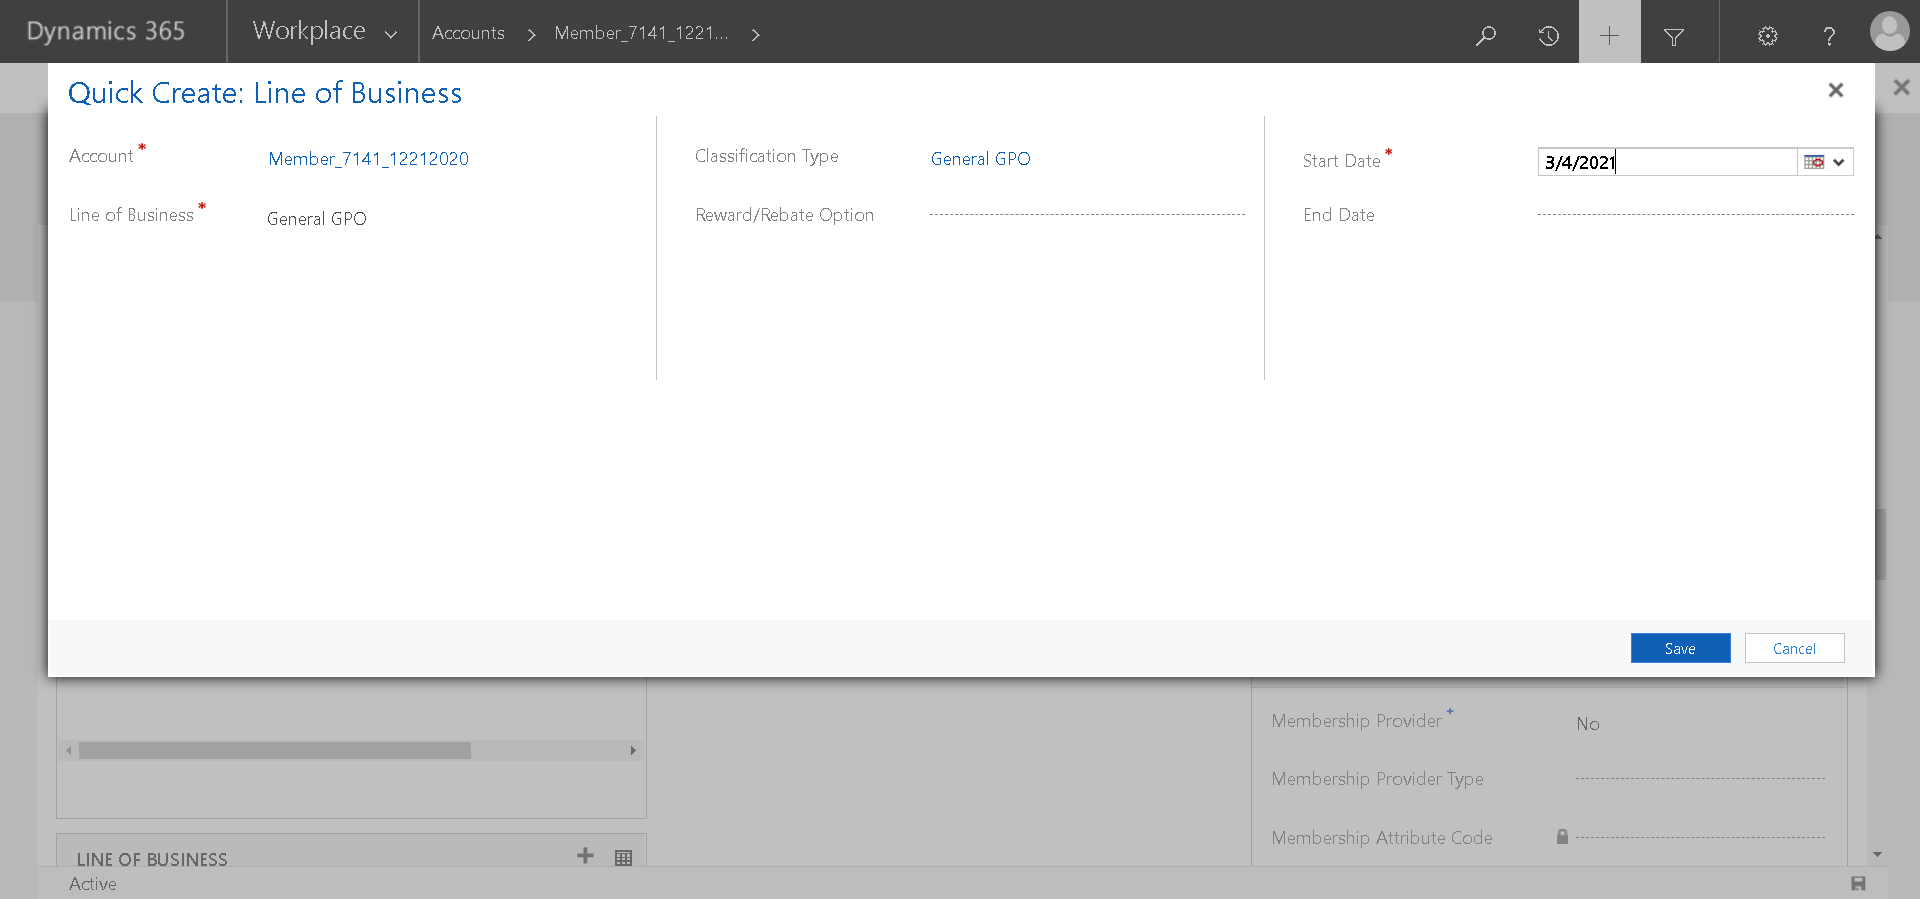 Dynamics 365
Workplace
Accounts
Member_7141_1221...
Quick Create: Line of Business
Account *
Member_7141_12212020
Line of Business *
General GPO
Classification Type
General GPO
Reward/Rebate Option
Start Date *
3/4/2021
End Date
Save
Cancel
Membership Provider +
No
Membership Provider Type
Membership Attribute Code
LINE OF BUSINESS
Active